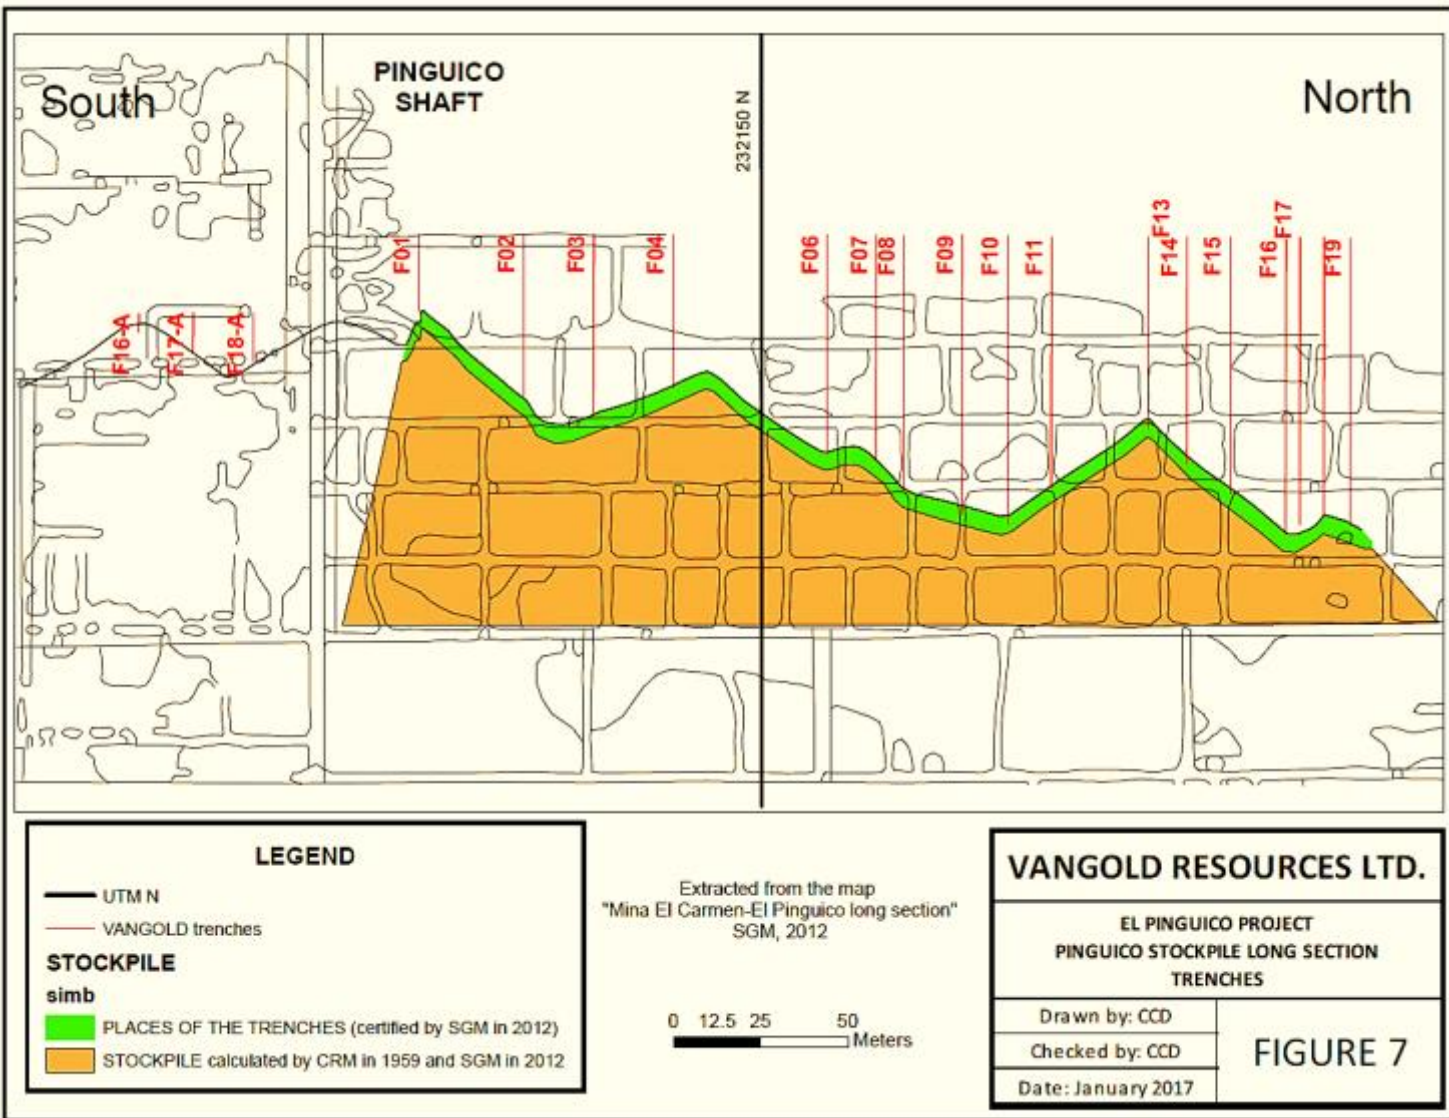 South
PINGUICO
SHAFT
232150 N
North
F01
F02
F03
F04
F06
F07
F08
F09
F10
F11
F13
F14
F15
F16
F17
F19
F16-A
F17-A
F18-A
LEGEND
UTM N
VANGOLD trenches
STOCKPILE
simb
PLACES OF THE TRENCHES (certified by SGM in 2012)
STOCKPILE calculated by CRM in 1959 and SGM in 2012
Extracted from the map
"Mina El Carmen-El Pinguico long section"
SGM, 2012
0 12.5 25 50
Meters
VANGOLD RESOURCES LTD.
EL PINGUICO PROJECT
PINGUICO STOCKPILE LONG SECTION
TRENCHES
Drawn by: CCD
Checked by: CCD
Date: January 2017
FIGURE 7